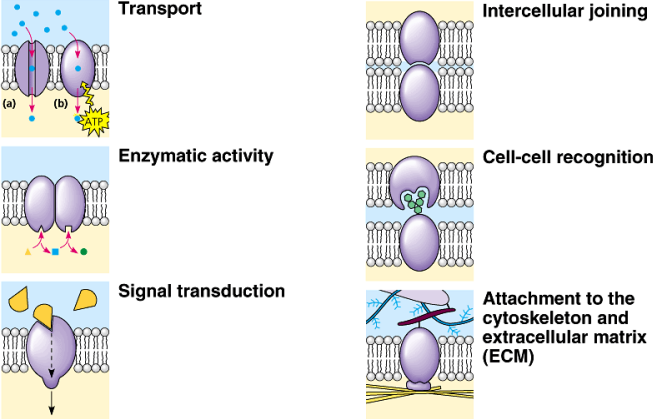 Transport
(a)
(b)
ATP
Enzymatic activity
Signal transduction
Intercellular joining
Cell-cell recognition
Attachment to the
cytoskeleton and
extracellular matrix
(ECM)